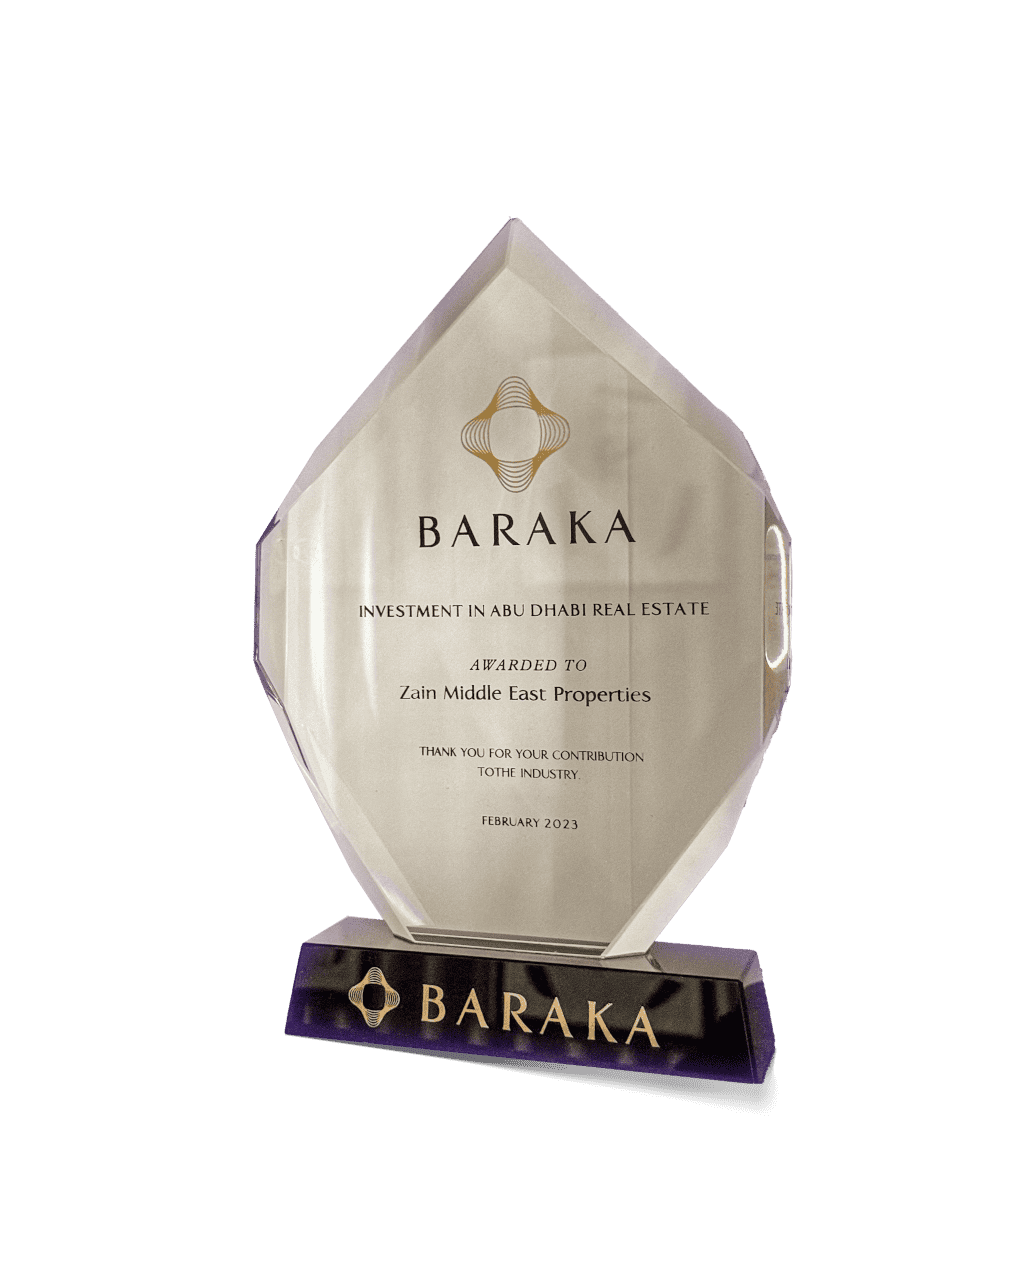 BARAKA
INVESTMENT IN ABU DHABI REAL ESTATE
AWARDED TO
Zain Middle East Properties
THANK YOU FOR YOUR CONTRIBUTION
TOTHE INDUSTRY.
FEBRUARY 2023
BARAKA